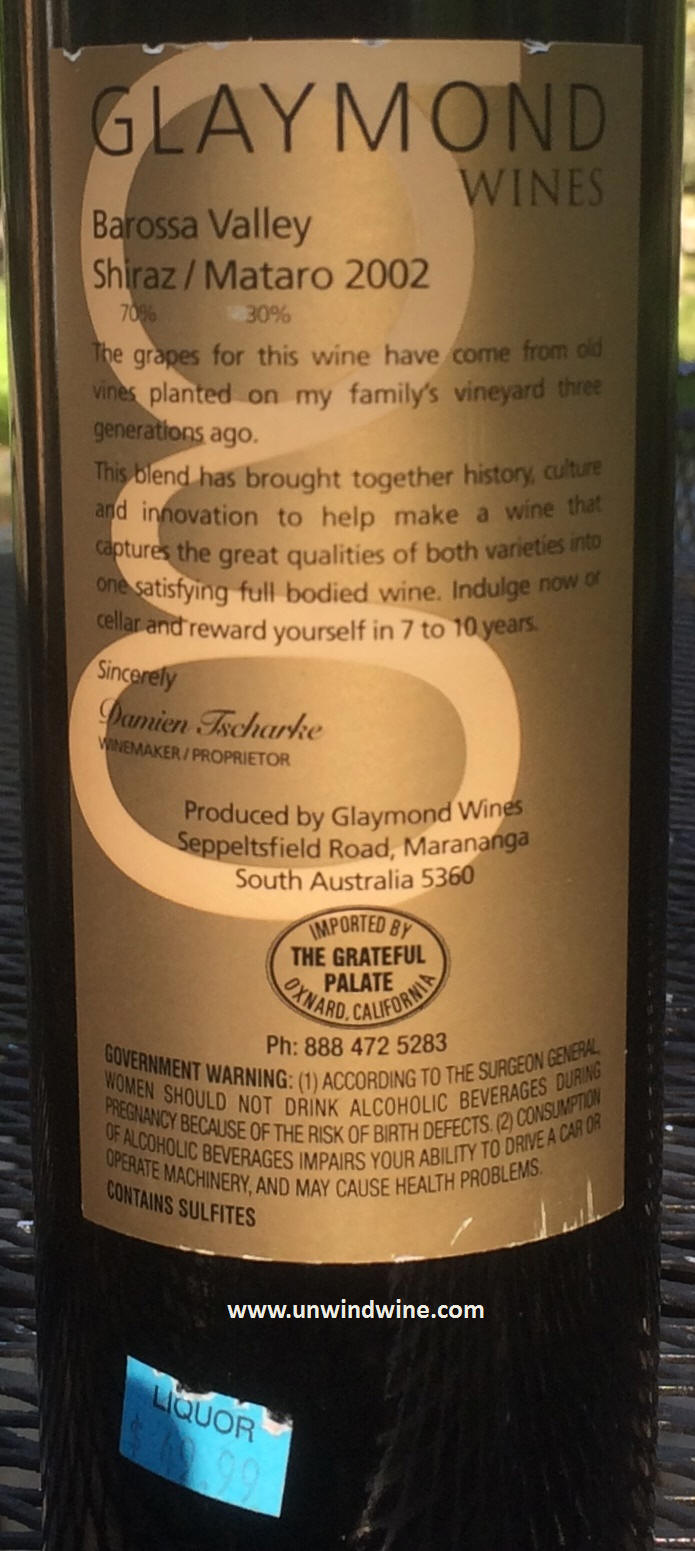 GLAYMOND
WINES
Barossa Valley
Shiraz / Mataro 2002
70% 30%
The grapes for this wine have come from old
vines planted on my family's vineyard three
generations ago.
This blend has brought together history, culture
and innovation to help make a wine that
captures the great qualities of both varieties into
one satisfying full bodied wine. Indulge now or
cellar and reward yourself in 7 to 10 years.
Sincerely
Damien Tscharke
WINEMAKER / PROPRIETOR
Produced by Glaymond Wines
Seppeltsfield Road, Marananga
South Australia 5360
IMPORTED BY
THE GRATEFUL
PALATE
OXNARD, CALIFORNIA
Ph: 888 472 5283
GOVERNMENT WARNING: (1) ACCORDING TO THE SURGEON GENERAL,
WOMEN SHOULD NOT DRINK ALCOHOLIC BEVERAGES DURING
PREGNANCY BECAUSE OF THE RISK OF BIRTH DEFECTS. (2) CONSUMPTION
OF ALCOHOLIC BEVERAGES IMPAIRS YOUR ABILITY TO DRIVE A CAR OR
OPERATE MACHINERY, AND MAY CAUSE HEALTH PROBLEMS.
CONTAINS SULFITES
www.unwindwine.com
LIQUOR